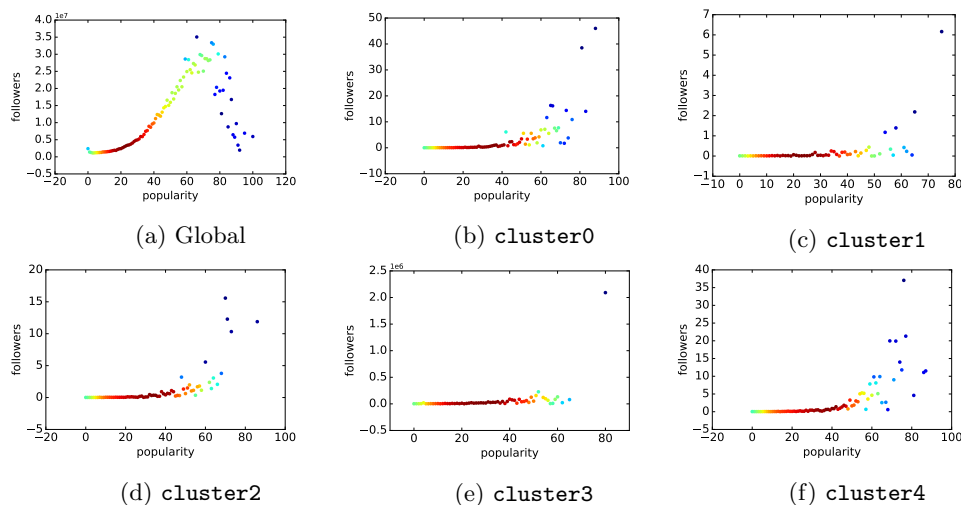 1e7
4.0
3.5
3.0
2.5
2.0
1.5
1.0
0.5
0.0
−0.5
followers
−20 0 20 40 60 80 100 120
popularity
(a) Global
50
40
30
20
10
0
−10
followers
−20 0 20 40 60 80 100
popularity
(b) cluster0
7
6
5
4
3
2
1
0
−1
followers
−10 0 10 20 30 40 50 60 70 80
popularity
(c) cluster1
20
15
10
5
0
−5
followers
−20 0 20 40 60 80 100
popularity
(d) cluster2
1e6
2.5
2.0
1.5
1.0
0.5
0.0
−0.5
followers
−20 0 20 40 60 80 100
popularity
(e) cluster3
40
35
30
25
20
15
10
5
0
−5
followers
−20 0 20 40 60 80 100
popularity
(f) cluster4